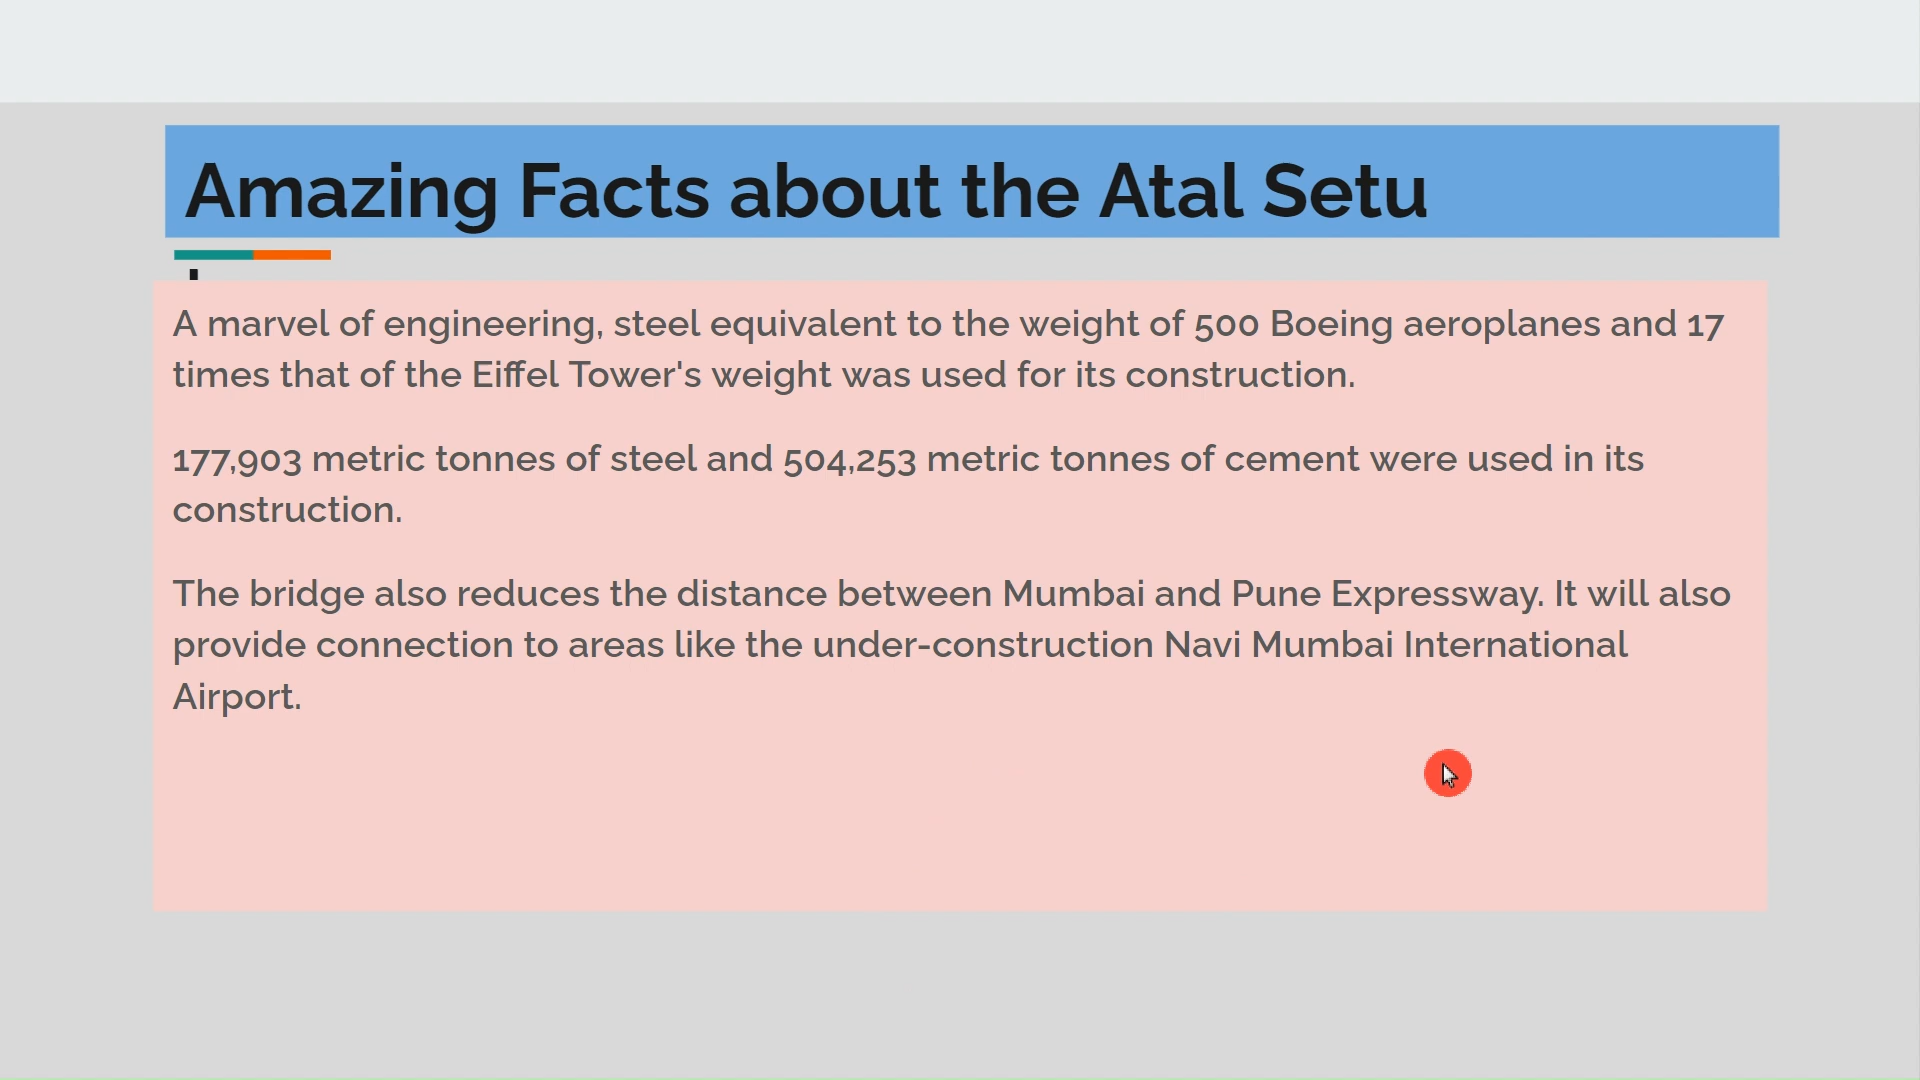 Amazing Facts about the Atal Setu
A marvel of engineering, steel equivalent to the weight of 500 Boeing aeroplanes and 17
times that of the Eiffel Tower's weight was used for its construction.
177,903 metric tonnes of steel and 504,253 metric tonnes of cement were used in its
construction.
The bridge also reduces the distance between Mumbai and Pune Expressway. It will also
provide connection to areas like the under-construction Navi Mumbai International
Airport.